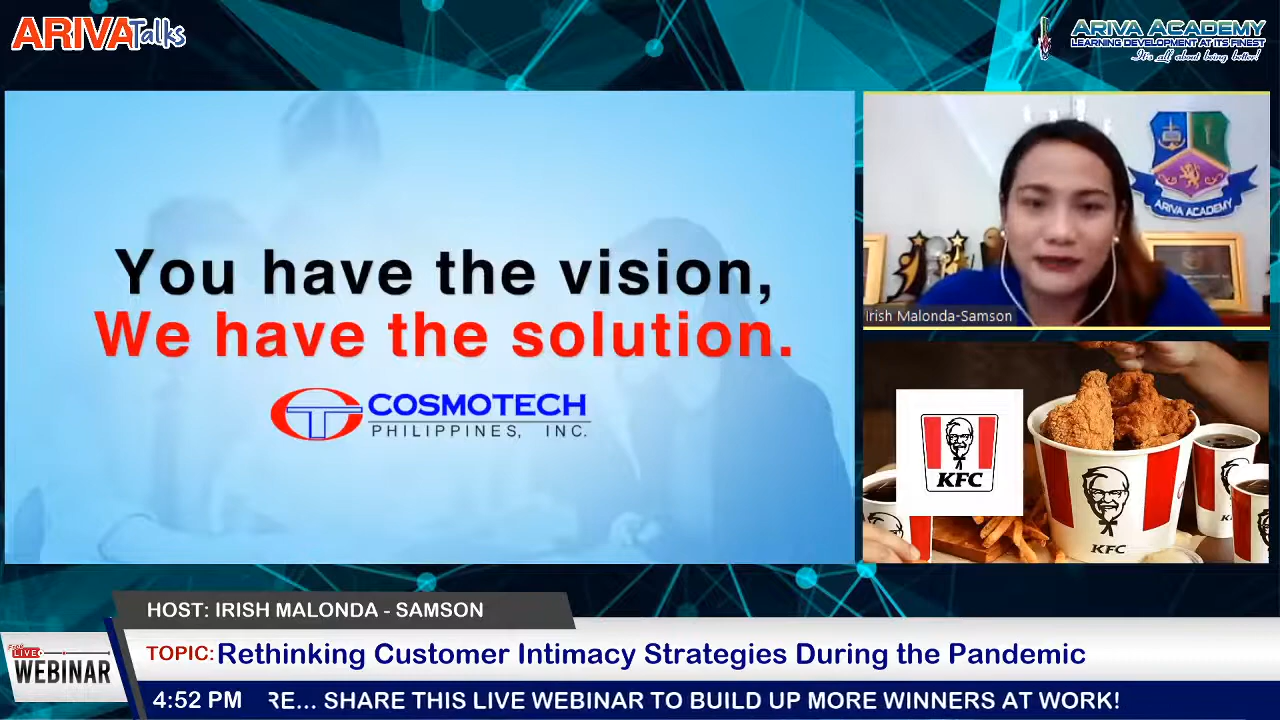 ARIVATalks
ARIVA ACADEMY
LEARNING DEVELOPMENT AT ITS FINEST
It's all about being better!
You have the vision,
We have the solution.
COSMOTECH
PHILIPPINES, INC.
ARIVA ACADEMY
Irish Malonda-Samson
KFC
KFC
HOST: IRISH MALONDA - SAMSON
TOPIC: Rethinking Customer Intimacy Strategies During the Pandemic
Free LIVE
WEBINAR
4:52 PM RE... SHARE THIS LIVE WEBINAR TO BUILD UP MORE WINNERS AT WORK!